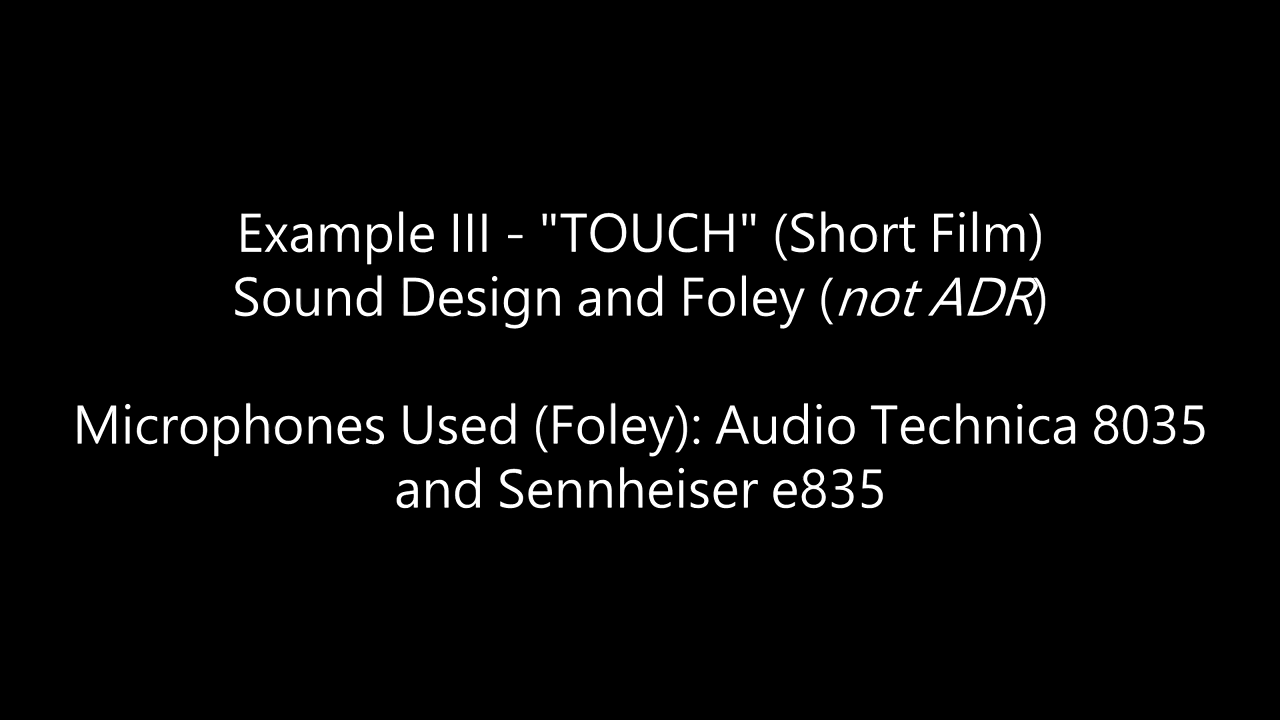 Example III - "TOUCH" (Short Film)
Sound Design and Foley (not ADR)
Microphones Used (Foley): Audio Technica 8035
and Sennheiser e835